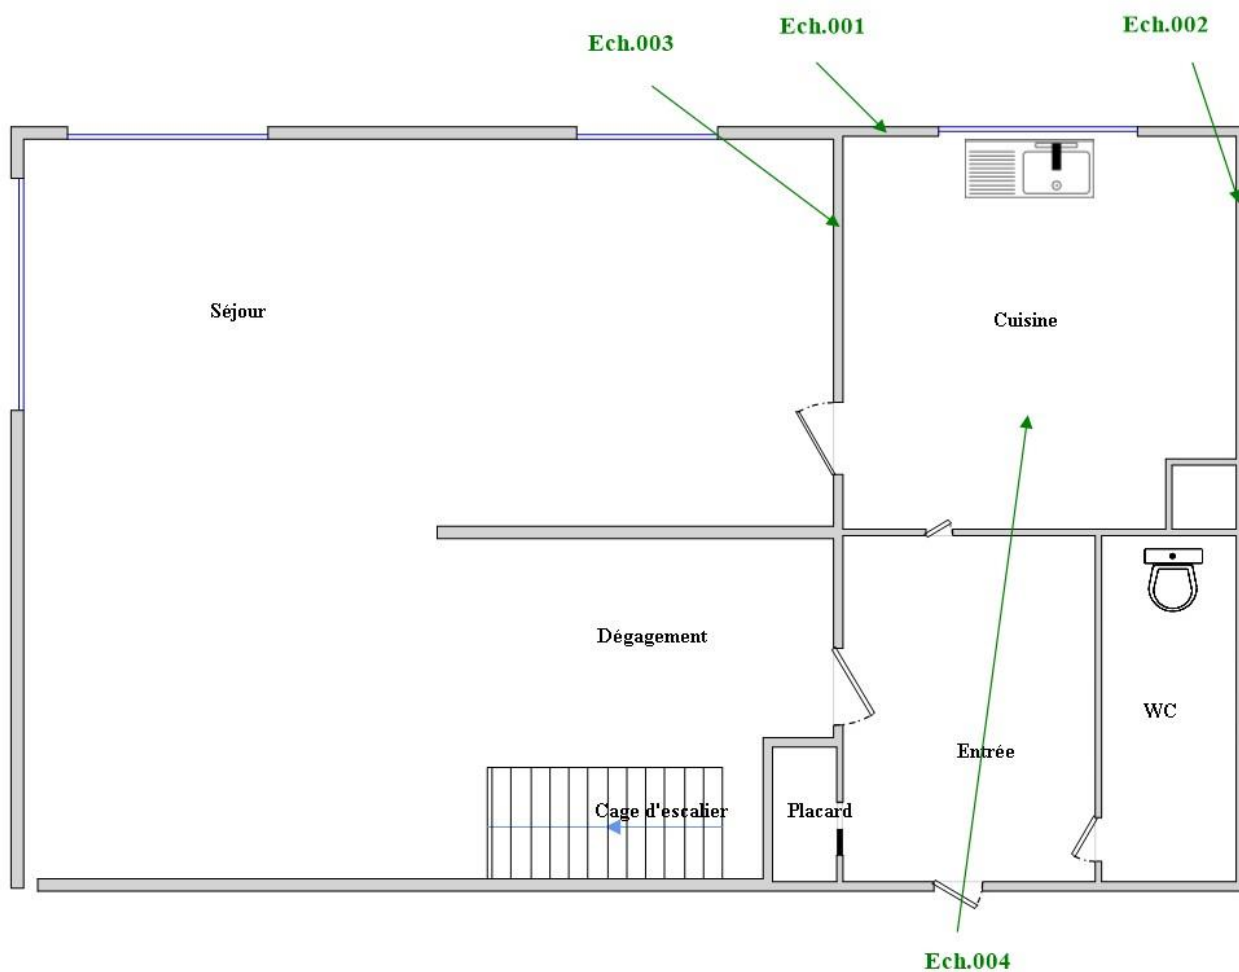 Ech.003
Ech.001
Ech.002
Séjour
Cuisine
Dégagement
WC
Entrée
Cage d'escalier
Placard
Ech.004